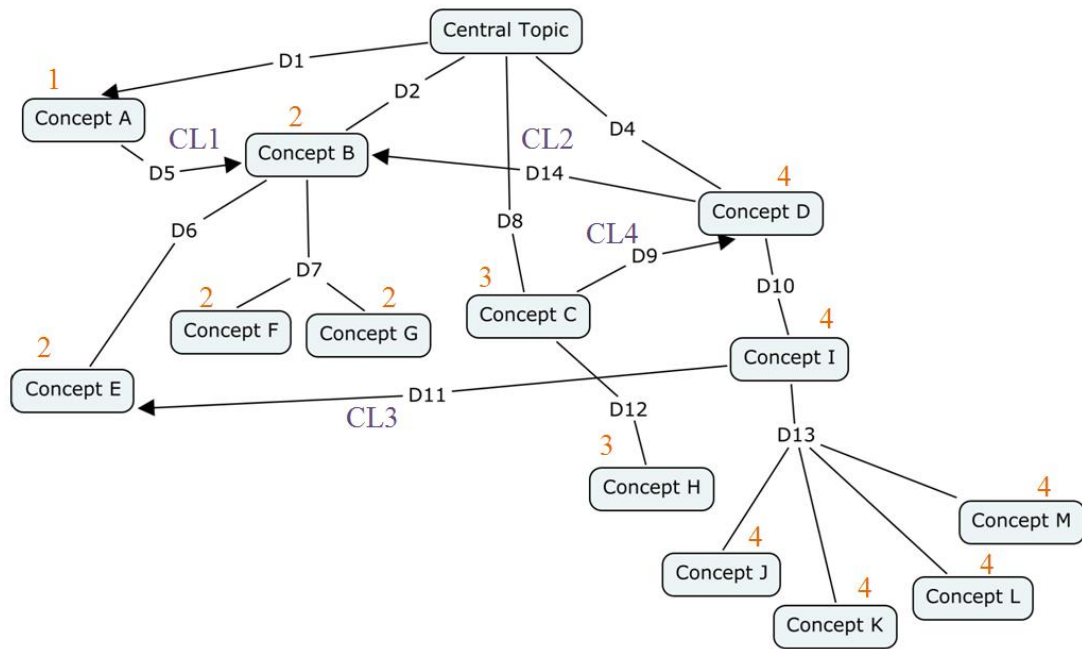 Central Topic
D1
1
Concept A
D2
CL1
2
Concept B
D5
CL2
D14
D4
4
Concept D
D6
D8
CL4
D9
D7
3
Concept C
D10
2
Concept F
2
Concept G
4
Concept I
2
Concept E
D11
CL3
D12
D13
3
Concept H
4
Concept M
4
Concept J
4
Concept L
4
Concept K